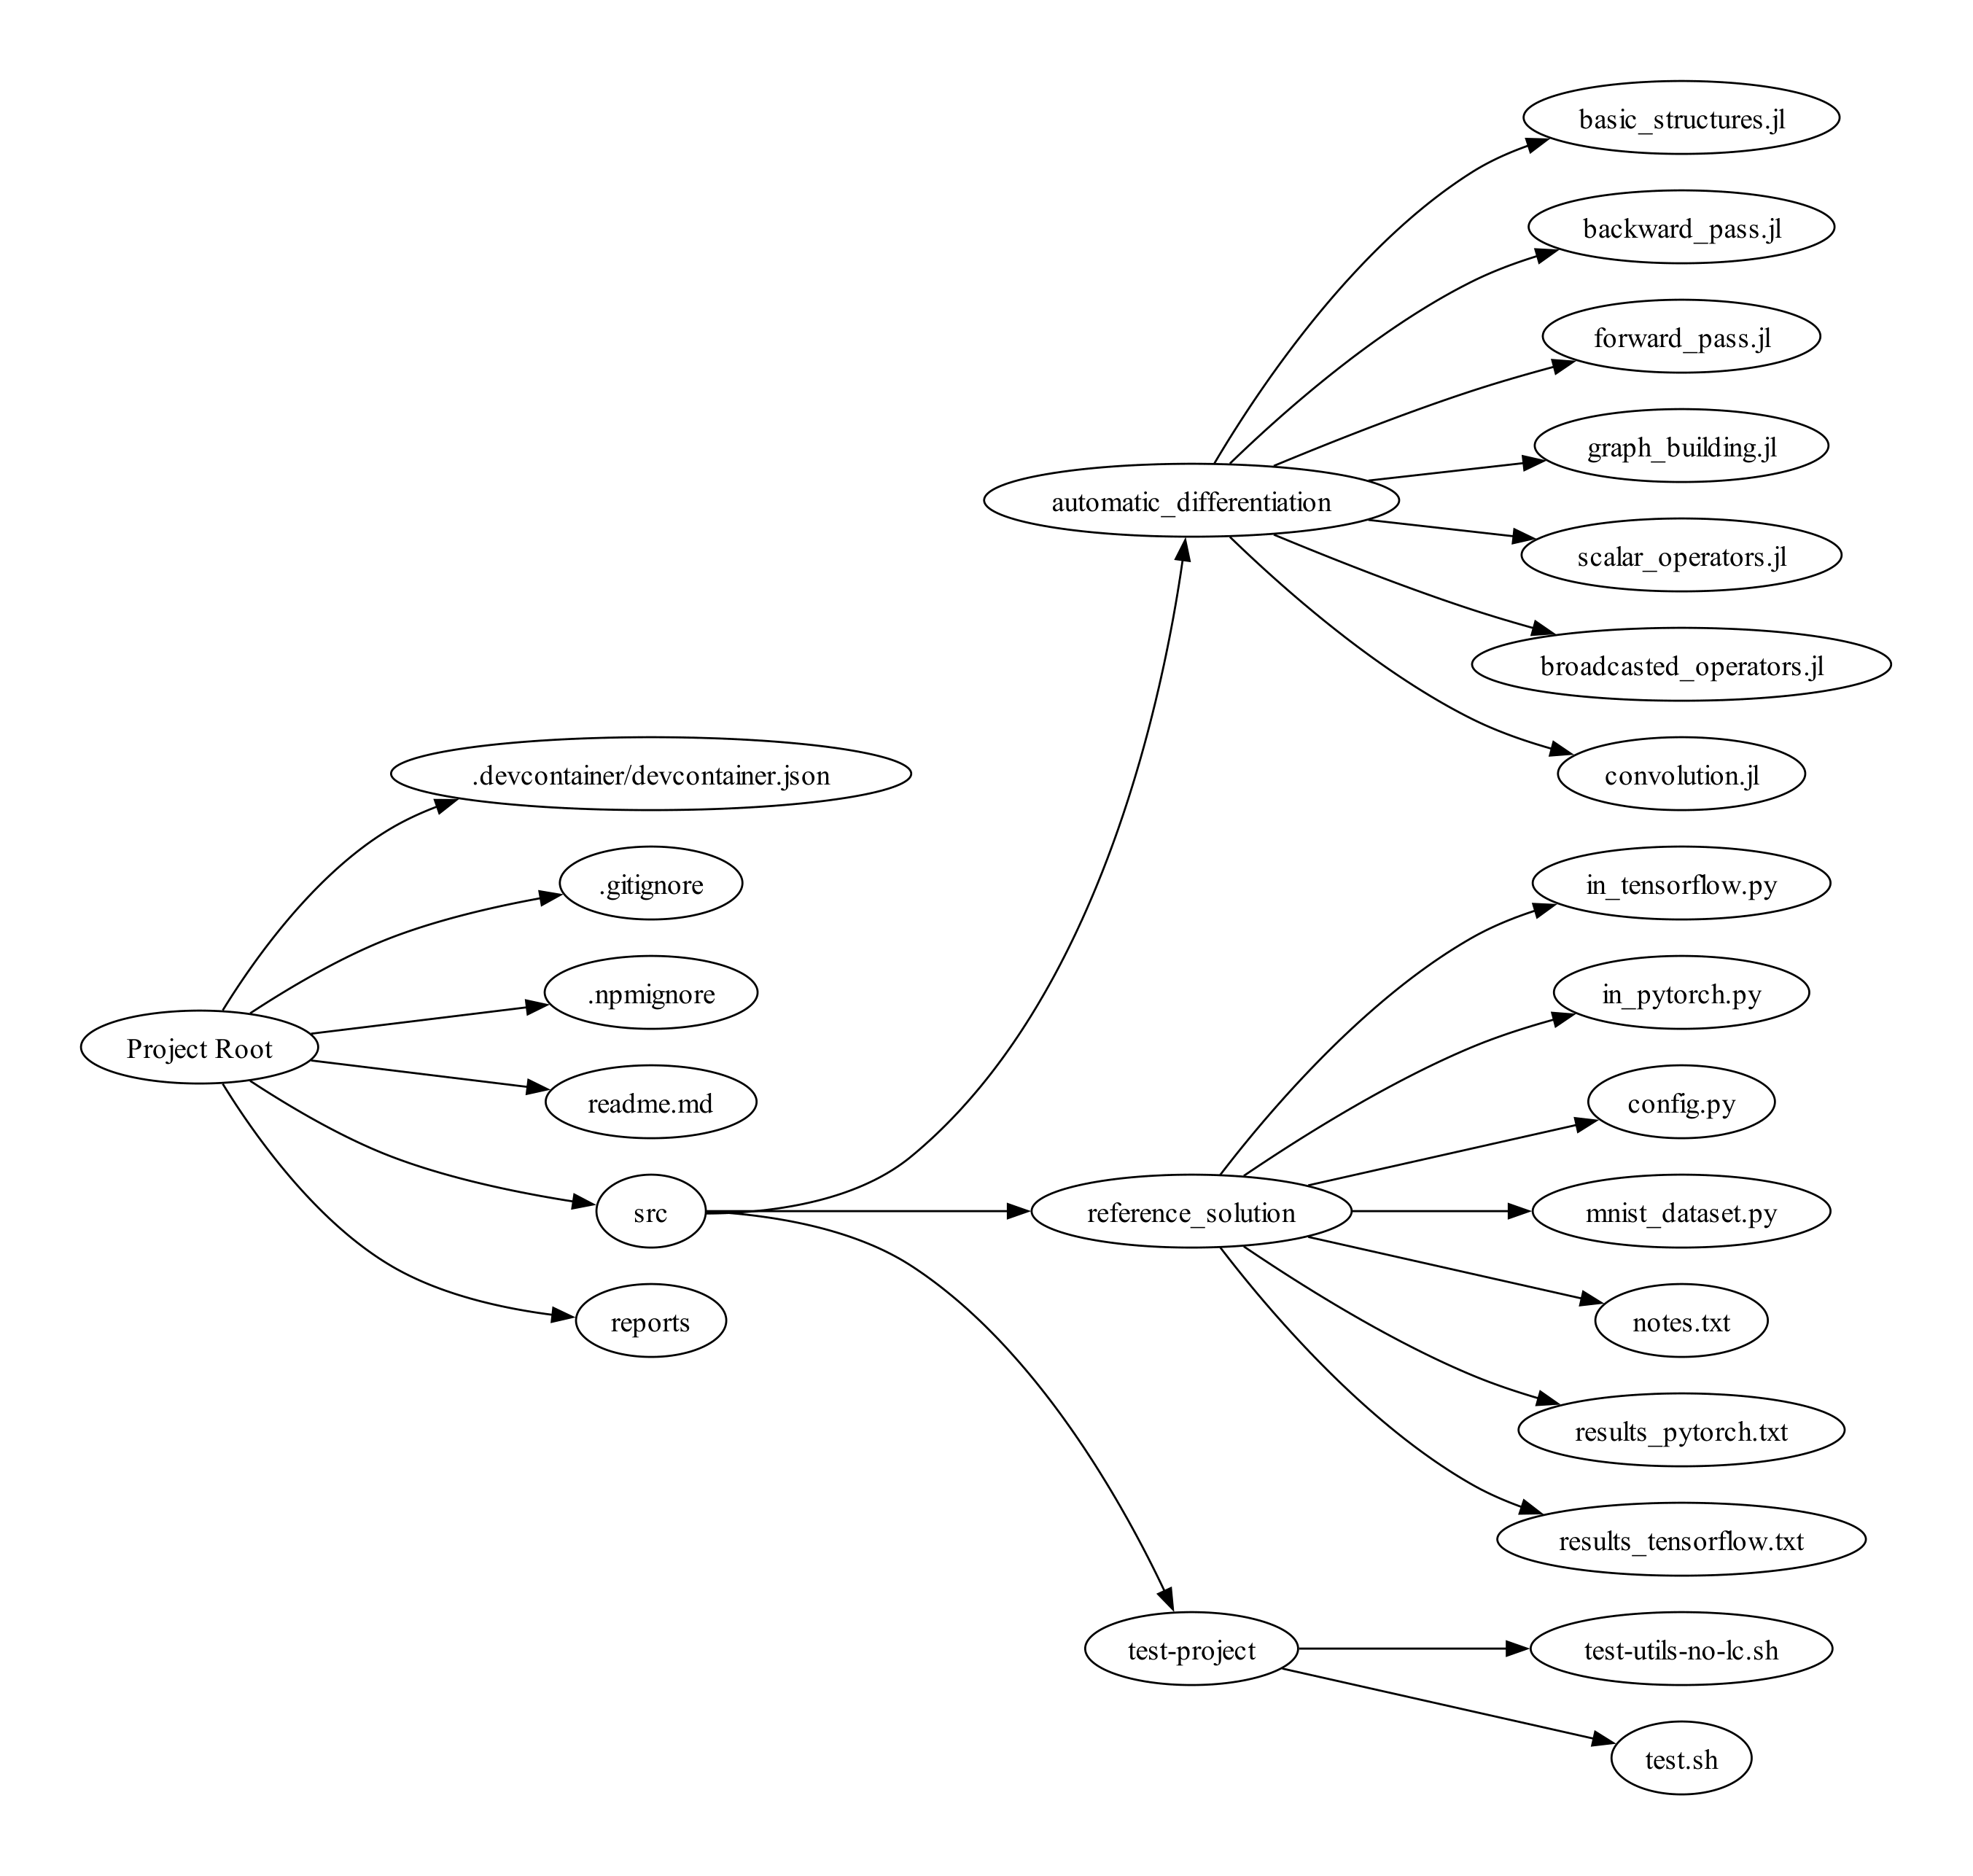 basic_structures.jl
backward_pass.jl
forward_pass.jl
graph_building.jl
automatic_differentiation
scalar_operators.jl
broadcasted_operators.jl
.devcontainer/devcontainer.json
convolution.jl
.gitignore
in_tensorflow.py
.npmignore
in_pytorch.py
Project Root
readme.md
config.py
src
reference_solution
mnist_dataset.py
reports
notes.txt
results_pytorch.txt
results_tensorflow.txt
test-project
test-utils-no-lc.sh
test.sh